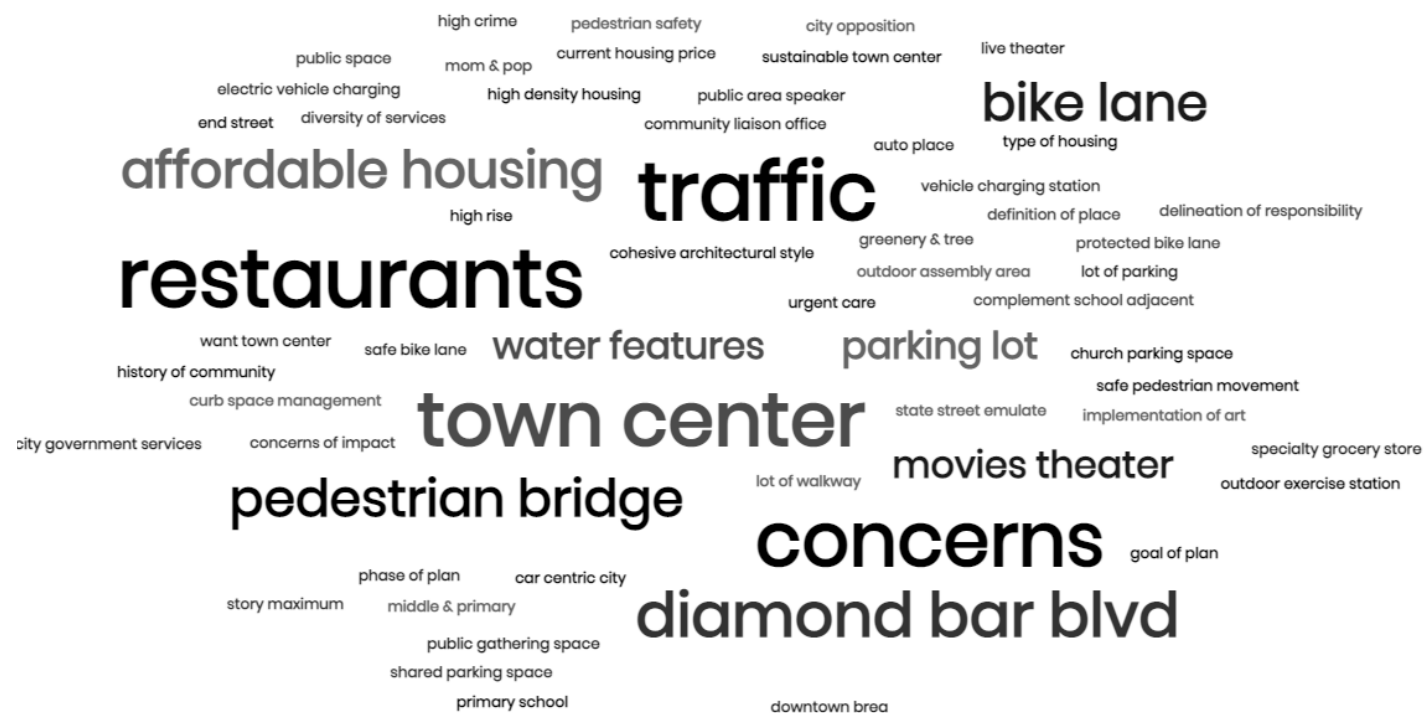 high crime
pedestrian safety
city opposition
live theater
current housing price
sustainable town center
public space
mom & pop
electric vehicle charging
high density housing
public area speaker
bike lane
end street
diversity of services
community liaison office
auto place
type of housing
affordable housing
traffic
vehicle charging station
high rise
definition of place
delineation of responsibility
greenery & tree
protected bike lane
cohesive architectural style
restaurants
outdoor assembly area
lot of parking
urgent care
complement school adjacent
want town center
safe bike lane
water features
parking lot
church parking space
history of community
safe pedestrian movement
curb space management
town center
state street emulate
implementation of art
city government services
concerns of impact
specialty grocery store
movies theater
lot of walkway
outdoor exercise station
pedestrian bridge
concerns
goal of plan
phase of plan
car centric city
story maximum
middle & primary
diamond bar blvd
public gathering space
shared parking space
primary school
downtown brea